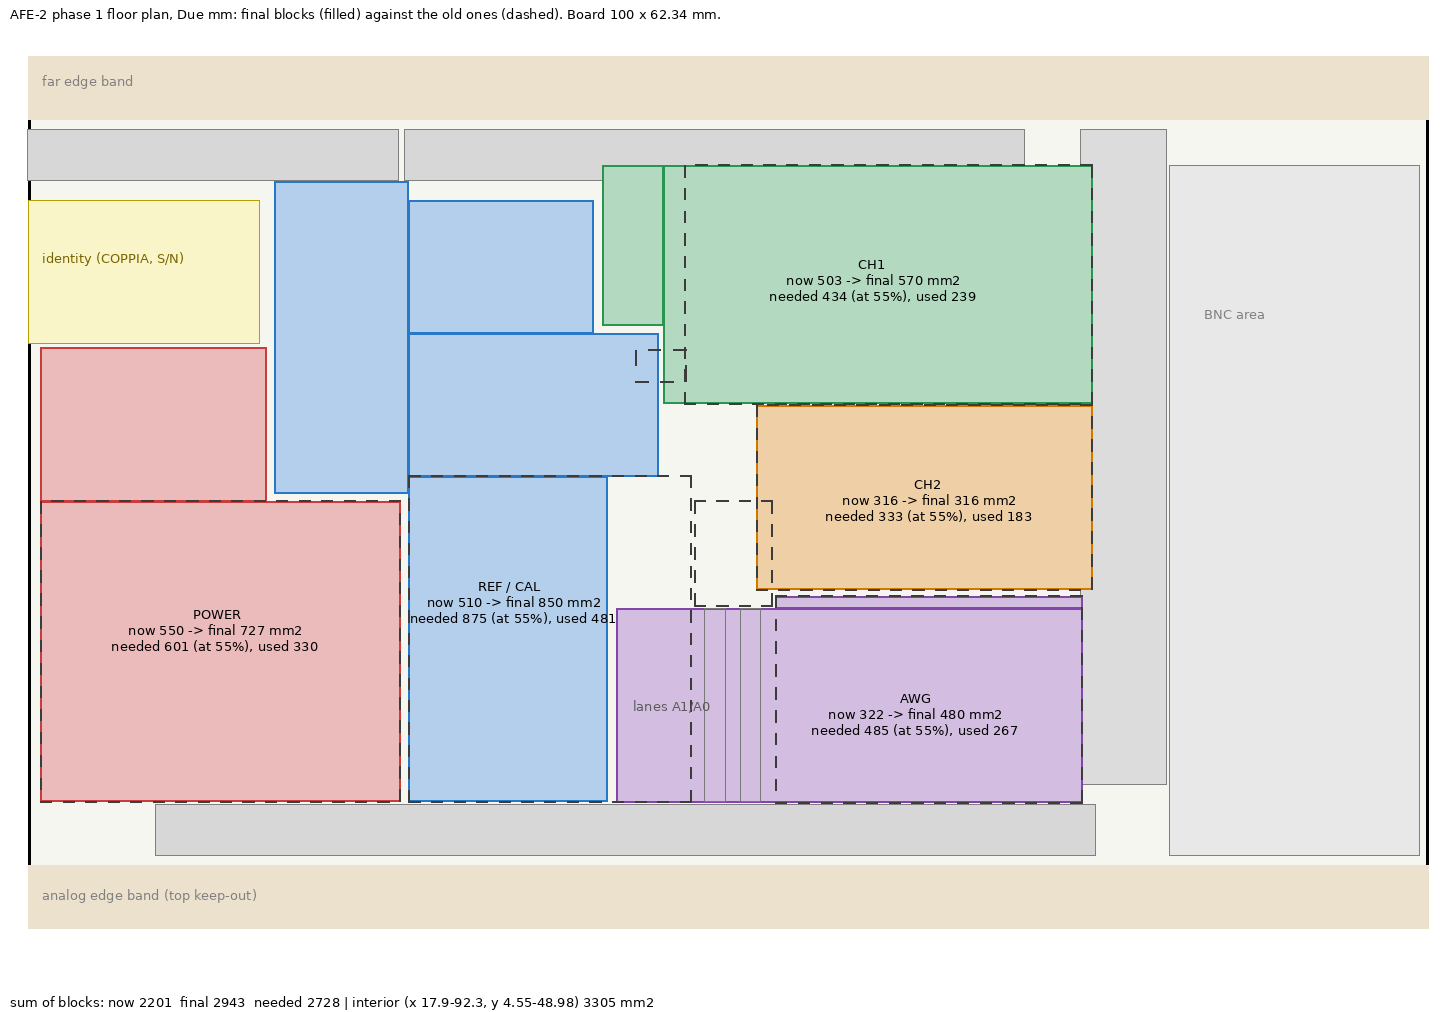 AFE-2 phase 1 floor plan, Due mm: final blocks (filled) against the old ones (dashed). Board 100 x 62.34 mm.
far edge band
identity (COPPIA, S/N)
CH1
now 503 -> final 570 mm2
needed 434 (at 55%), used 239
BNC area
CH2
now 316 -> final 316 mm2
needed 333 (at 55%), used 183
REF / CAL
now 510 -> final 850 mm2
needed 875 (at 55%), used 481
POWER
now 550 -> final 727 mm2
needed 601 (at 55%), used 330
lanes A1/A0
AWG
now 322 -> final 480 mm2
needed 485 (at 55%), used 267
analog edge band (top keep-out)
sum of blocks: now 2201  final 2943  needed 2728 | interior (x 17.9-92.3, y 4.55-48.98) 3305 mm2